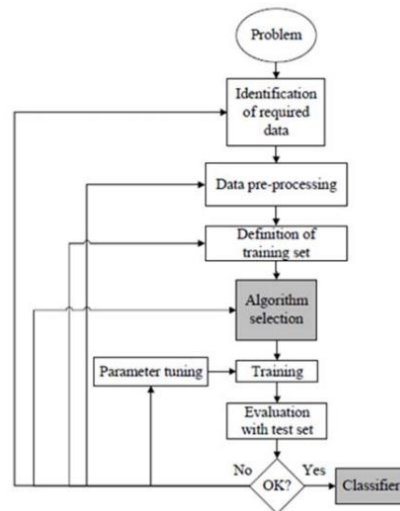 Problem
Identification
of required
data
Data pre-processing
Definition of
training set
Algorithm
selection
Parameter tuning
Training
Evaluation
with test set
No
OK?
Yes
Classifier